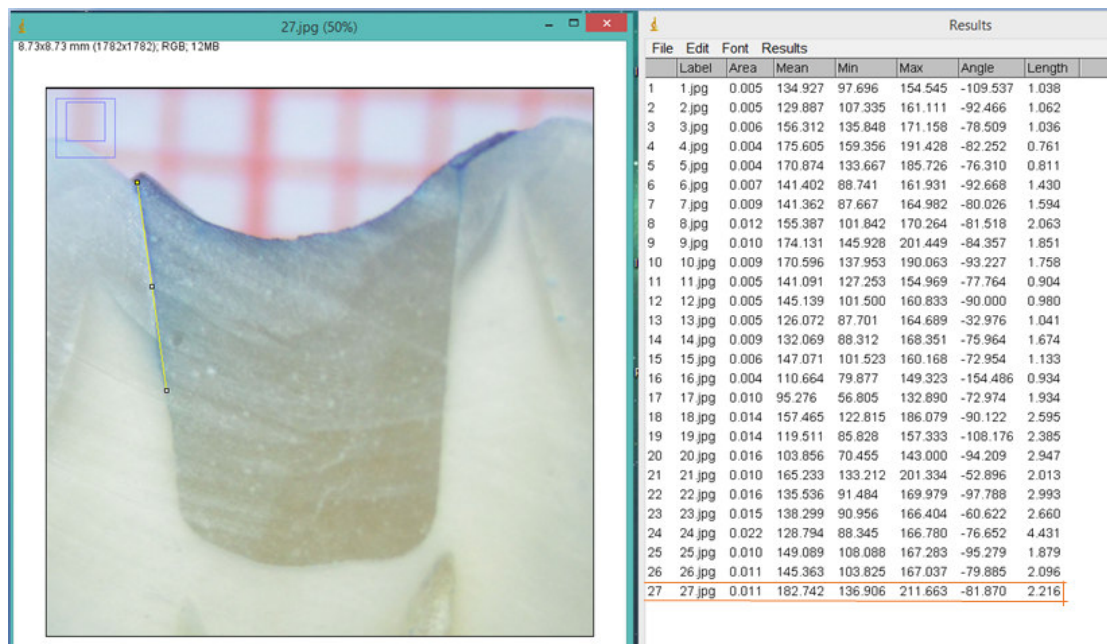 27.jpg (50%)
8.73x8.73 mm (1782x1782); RGB; 12MB
Results
File Edit Font Results
Label Area Mean Min Max Angle Length
1 1.jpg 0.005 134.927 97.696 154.545 -109.537 1.038
2 2.jpg 0.005 129.887 107.335 161.111 -92.466 1.062
3 3.jpg 0.006 156.312 135.848 171.158 -78.509 1.036
4 4.jpg 0.004 175.605 159.356 191.428 -82.252 0.761
5 5.jpg 0.004 170.874 133.667 185.726 -76.310 0.811
6 6.jpg 0.007 141.402 88.741 161.931 -92.668 1.430
7 7.jpg 0.009 141.362 87.667 164.982 -80.026 1.594
8 8.jpg 0.012 155.387 101.842 170.264 -81.518 2.063
9 9.jpg 0.010 174.131 145.928 201.449 -84.357 1.851
10 10.jpg 0.009 170.596 137.953 190.063 -93.227 1.758
11 11.jpg 0.005 141.091 127.253 154.969 -77.764 0.904
12 12.jpg 0.005 145.139 101.500 160.833 -90.000 0.980
13 13.jpg 0.005 126.072 87.701 164.689 -32.976 1.041
14 14.jpg 0.009 132.069 88.312 168.351 -75.964 1.674
15 15.jpg 0.006 147.071 101.523 160.168 -72.954 1.133
16 16.jpg 0.004 110.664 79.877 149.323 -154.486 0.934
17 17.jpg 0.010 95.276 56.805 132.890 -72.974 1.934
18 18.jpg 0.014 157.465 122.815 186.079 -90.122 2.595
19 19.jpg 0.014 119.511 85.828 157.333 -108.176 2.385
20 20.jpg 0.016 103.856 70.455 143.000 -94.209 2.947
21 21.jpg 0.010 165.233 133.212 201.334 -52.896 2.013
22 22.jpg 0.016 135.536 91.484 169.979 -97.788 2.993
23 23.jpg 0.015 138.299 90.956 166.404 -60.622 2.660
24 24.jpg 0.022 128.794 88.345 166.780 -76.652 4.431
25 25.jpg 0.010 149.089 108.088 167.283 -95.279 1.879
26 26.jpg 0.011 145.363 103.825 167.037 -79.885 2.096
27 27.jpg 0.011 182.742 136.906 211.663 -81.870 2.216